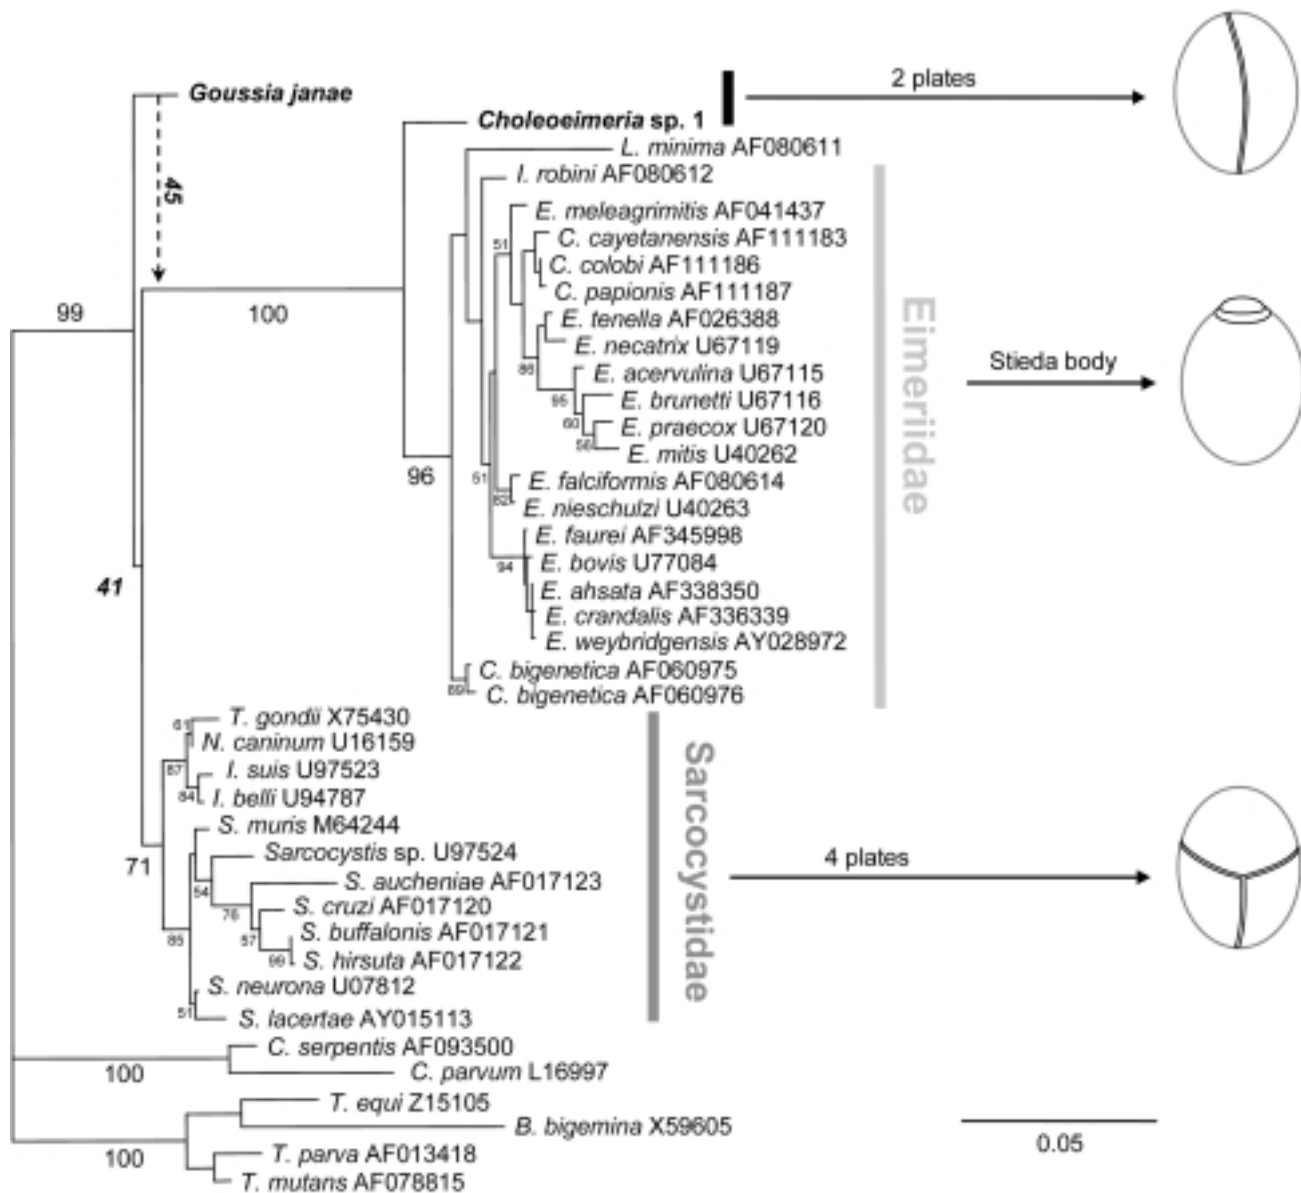 2 plates
Goussia janae
Choleoeimeria sp. 1
L. minima AF080611
I. robini AF080612
45
E. meleagrimitis AF041437
51
C. cayetanensis AF111183
C. colobi AF111186
C. papionis AF111187
99
100
E. tenella AF026388
E. necatrix U67119
86
E. acervulina U67115
95
E. brunetti U67116
60
E. praecox U67120
56
E. mitis U40262
Eimeriidae
Stieda body
96
51
E. falciformis AF080614
62
E. nieschulzi U40263
E. faurei AF345998
94
E. bovis U77084
41
E. ahsata AF338350
E. crandalis AF336339
E. weybridgensis AY028972
C. bigenetica AF060975
89
C. bigenetica AF060976
61
T. gondii X75430
N. caninum U16159
87
I. suis U97523
84
I. belli U94787
S. muris M64244
71
Sarcocystis sp. U97524
54
S. aucheniae AF017123
76
S. cruzi AF017120
57
S. buffalonis AF017121
85
99
S. hirsuta AF017122
S. neurona U07812
51
S. lacertae AY015113
Sarcocystidae
4 plates
C. serpentis AF093500
100
C. parvum L16997
T. equi Z15105
B. bigemina X59605
100
T. parva AF013418
T. mutans AF078815
0.05